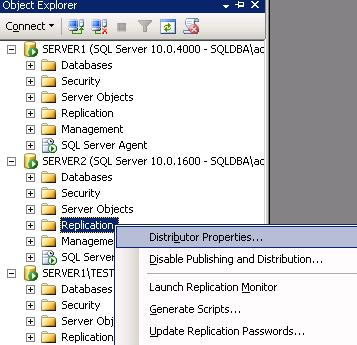 Object Explorer
Connect
SERVER1 (SQL Server 10.0.4000 - SQLDBA\ac
Databases
Security
Server Objects
Replication
Management
SQL Server Agent
SERVER2 (SQL Server 10.0.1600 - SQLDBA\ac
Databases
Security
Server Objects
Replication
Manageme
SQL Server
SERVER1\TEST
Databases
Security
Server Obj
Replication
Distributor Properties...
Disable Publishing and Distribution...
Launch Replication Monitor
Generate Scripts...
Update Replication Passwords...